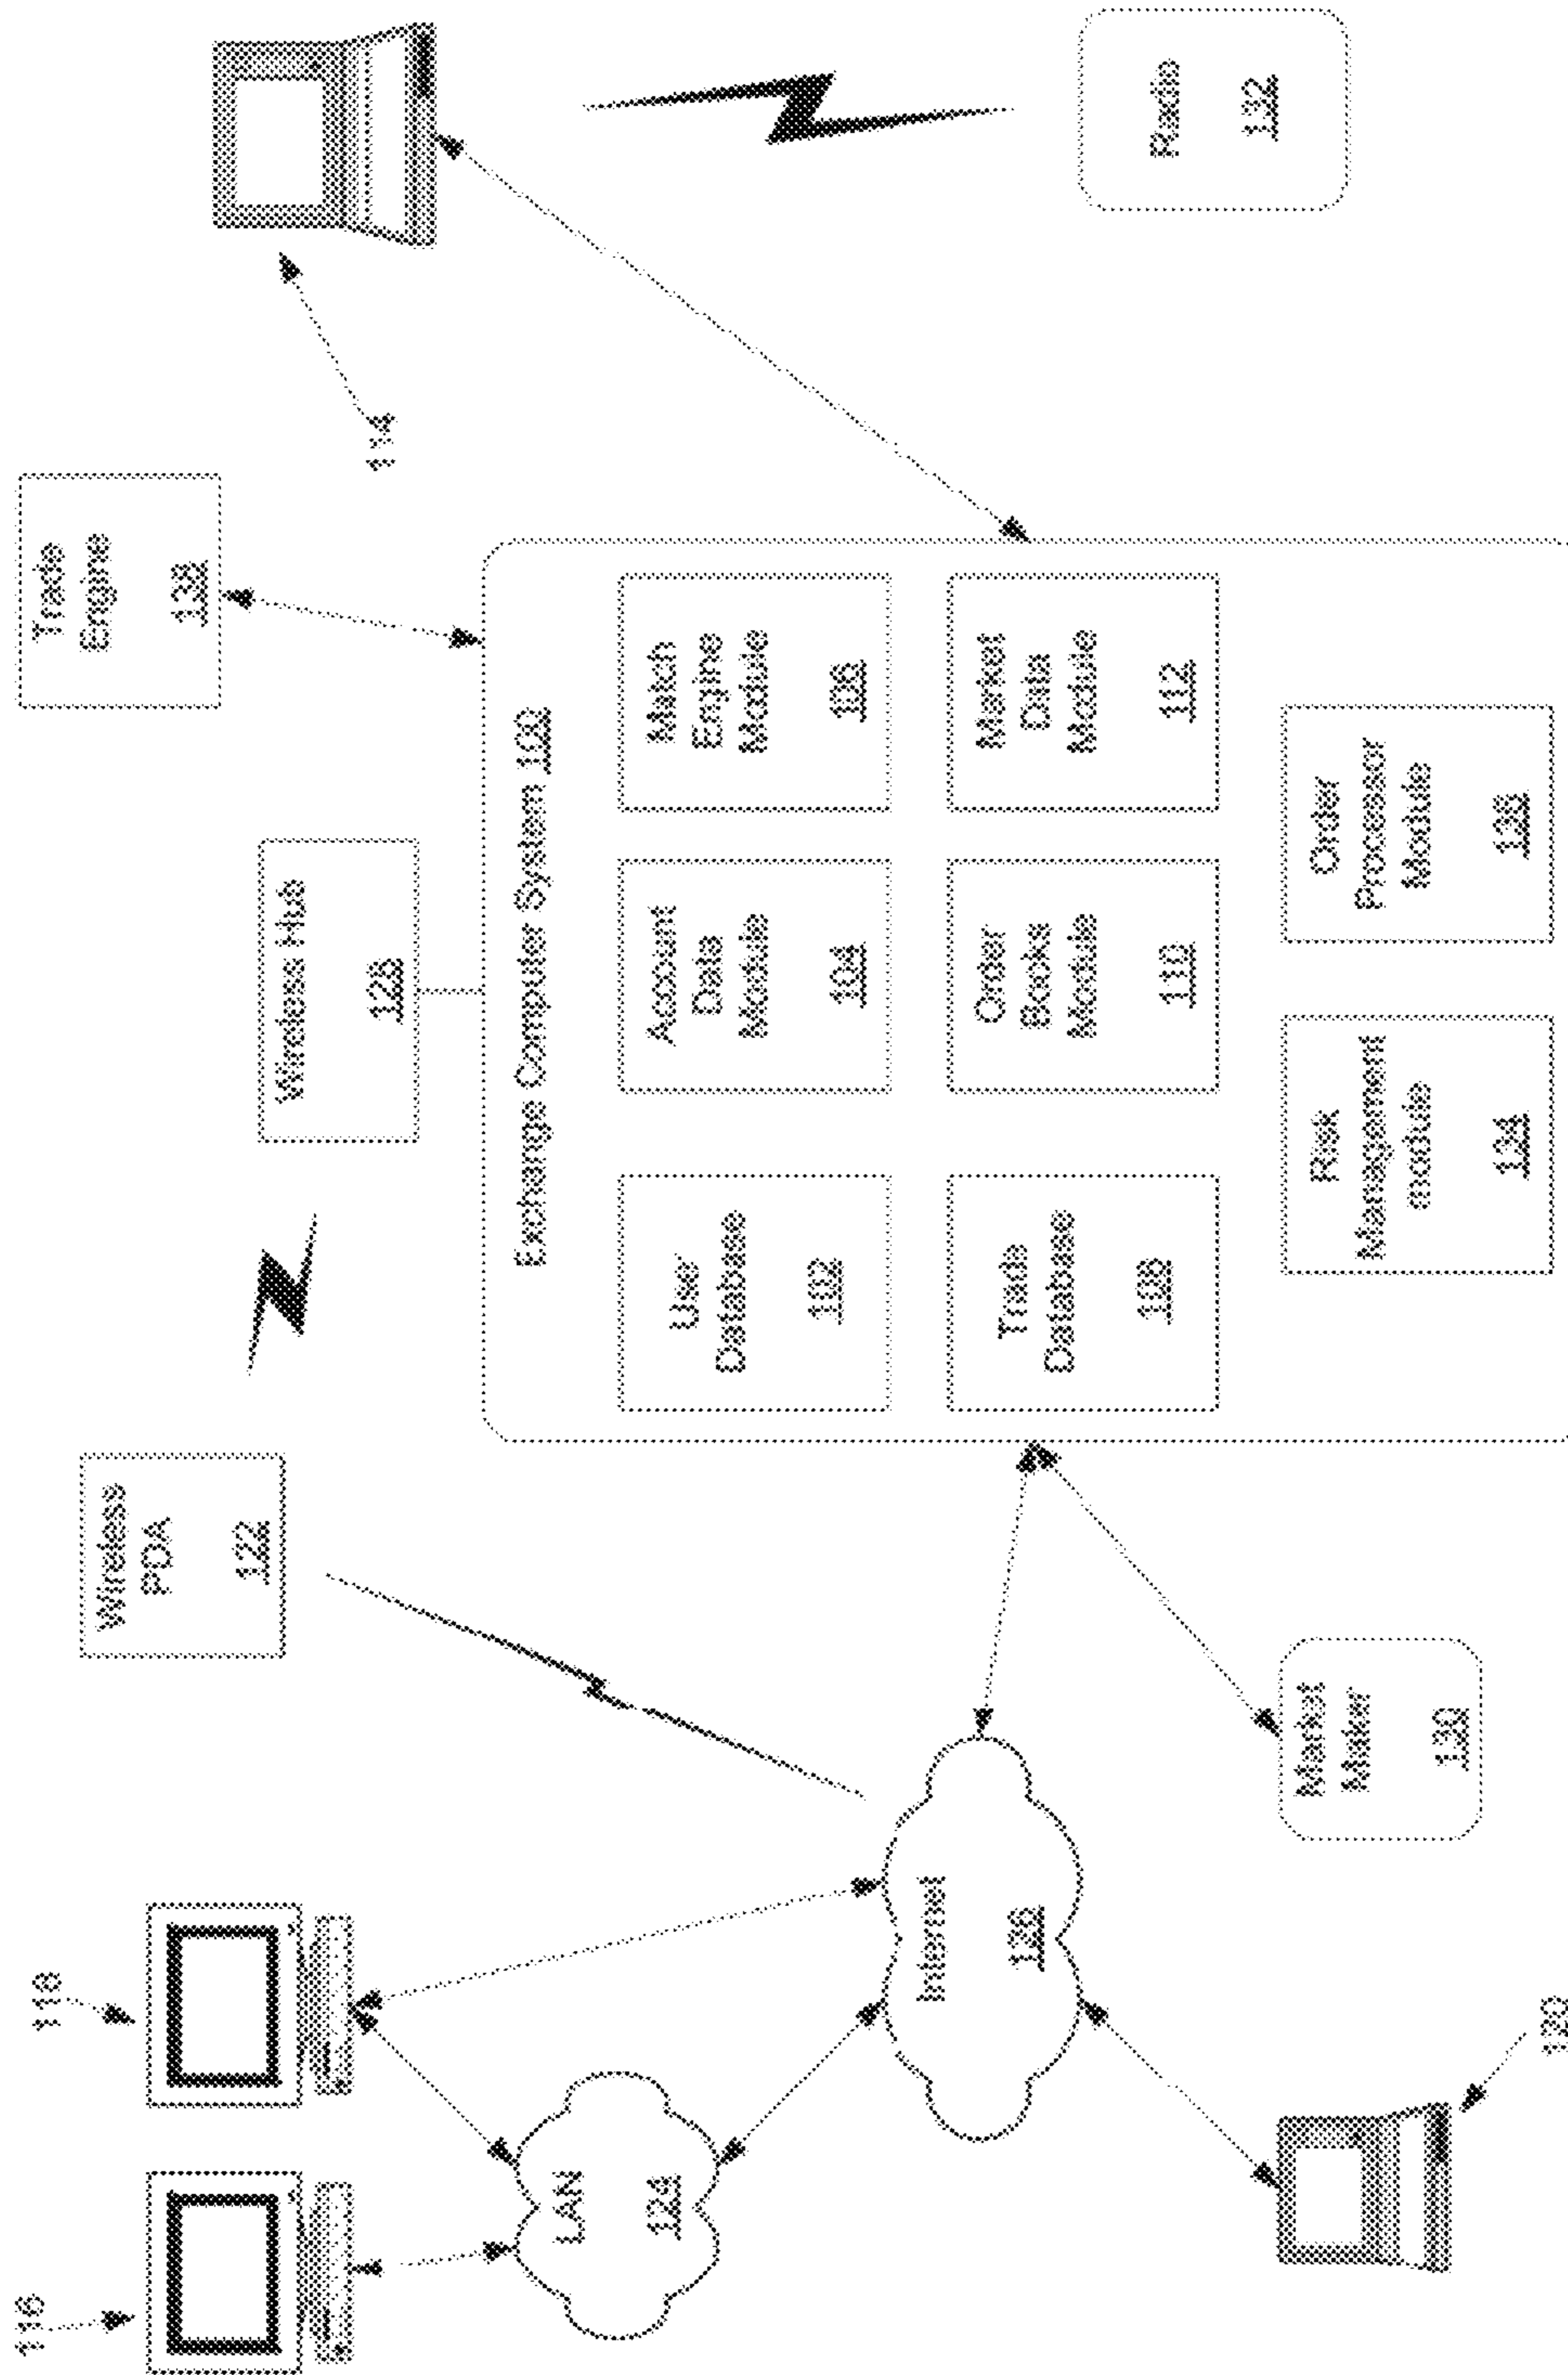 116
118
Wireless
PDA
122
Trade
Engine
138
Wireless Hub
128
114
Exchange Computer System 100
User
Database
102
Account
Data
Module
104
Match
Engine
Module
106
LAN
124
Internet
126
Trade
Database
108
Order
Books
Module
110
Market
Data
Module
112
Radio
132
Market
Maker
130
Risk
Management
module
134
Order
Processor
Module
136
120